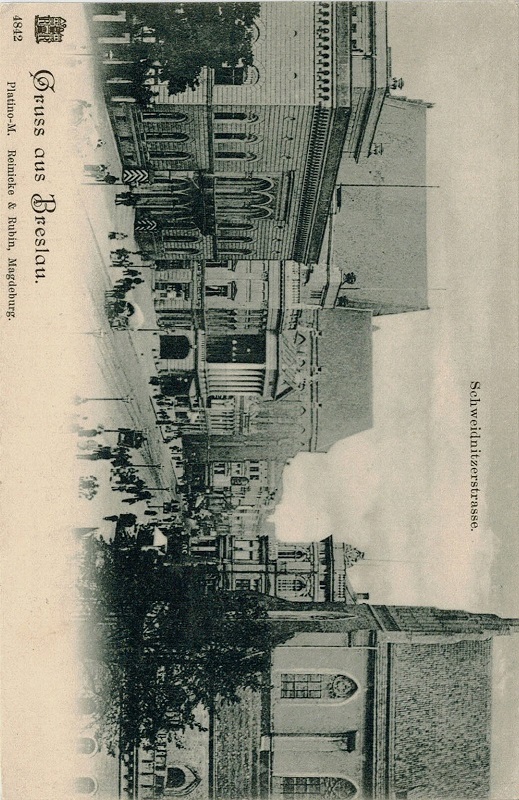 Schweidnitzerstrasse.
Gruss aus Breslau.
4842
Platino-M. Reinicke & Rubin, Magdeburg.